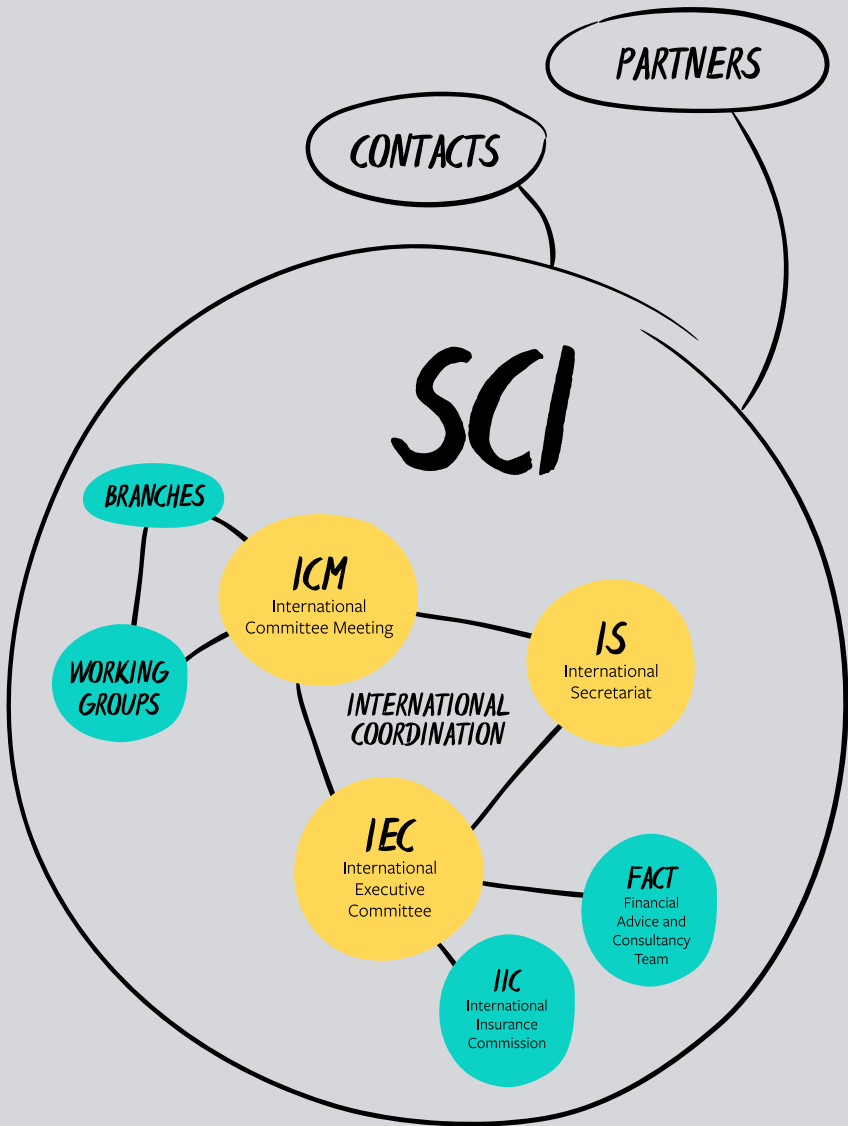 PARTNERS
CONTACTS
SCI
BRANCHES
ICM
International
Committee Meeting
IS
International
Secretariat
WORKING
GROUPS
INTERNATIONAL
COORDINATION
IEC
International
Executive
Committee
FACT
Financial
Advice and
Consultancy
Team
IIC
International
Insurance
Commission